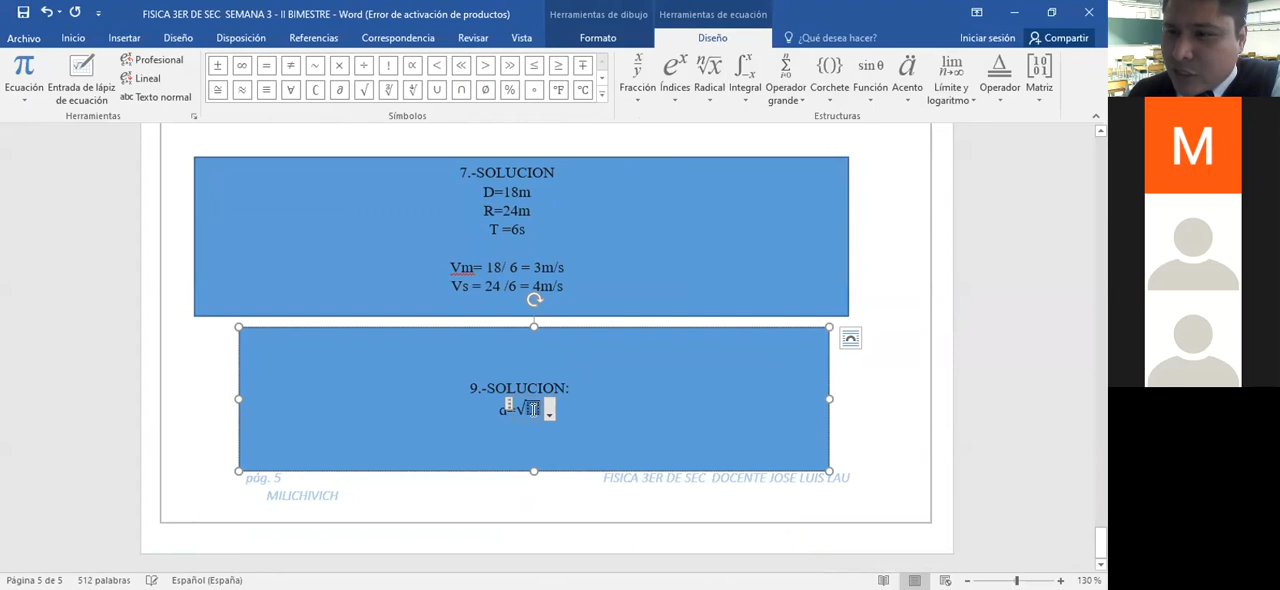 FISICA 3ER DE SEC SEMANA 3 - II BIMESTRE - Word (Error de activación de productos)
Herramientas de dibujo
Herramientas de ecuación
Archivo
Inicio
Insertar
Diseño
Disposición
Referencias
Correspondencia
Revisar
Vista
Formato
Diseño
¿Qué desea hacer?
Iniciar sesión
Compartir
π
Ecuación
Entrada de lápiz
de ecuación
Profesional
Lineal
abc Texto normal
Herramientas
± ∞ = ≠ ~ × ÷ ! ∝ < ≪ > ≫ ≤ ≥ ∓
≅ ≈ ≡ ∀ ∁ ∂ √ ∛ ∜ ∪ ∩ ∅ % ° °F °C
Símbolos
Fracción
Índices
Radical
Integral
Operador
grande
Corchete
Función
Acento
Límite y
logaritmo
Operador
Matriz
Estructuras
7.-SOLUCION
D=18m
R=24m
T =6s
Vm= 18/ 6 = 3m/s
Vs = 24 /6 = 4m/s
9.-SOLUCION:
d=√
pág. 5
FISICA 3ER DE SEC DOCENTE JOSE LUIS LAU
MILICHIVICH
Página 5 de 5
512 palabras
Español (España)
130 %
M